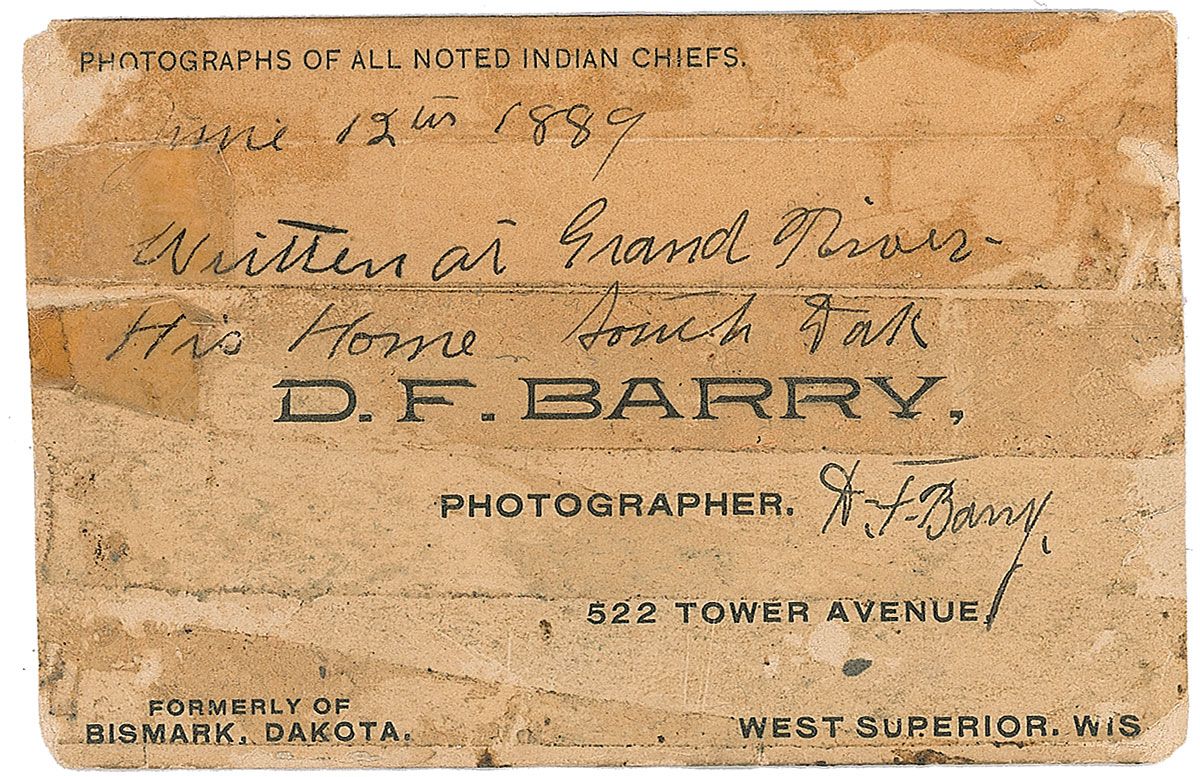 PHOTOGRAPHS OF ALL NOTED INDIAN CHIEFS.
June 12th 1889
Written at Grand River-
His Home South Dak
D. F. BARRY,
PHOTOGRAPHER. D.F. Barry.
522 TOWER AVENUE,
FORMERLY OF
BISMARK, DAKOTA.
WEST SUPERIOR. WIS